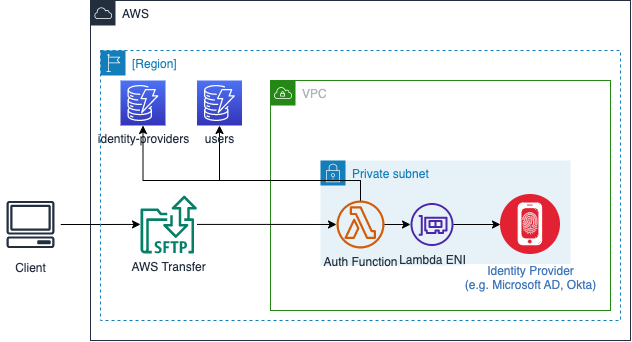 AWS
[Region]
identity-providers
users
VPC
Private subnet
SFTP
Client
AWS Transfer
Auth Function
Lambda ENI
Identity Provider
(e.g. Microsoft AD, Okta)